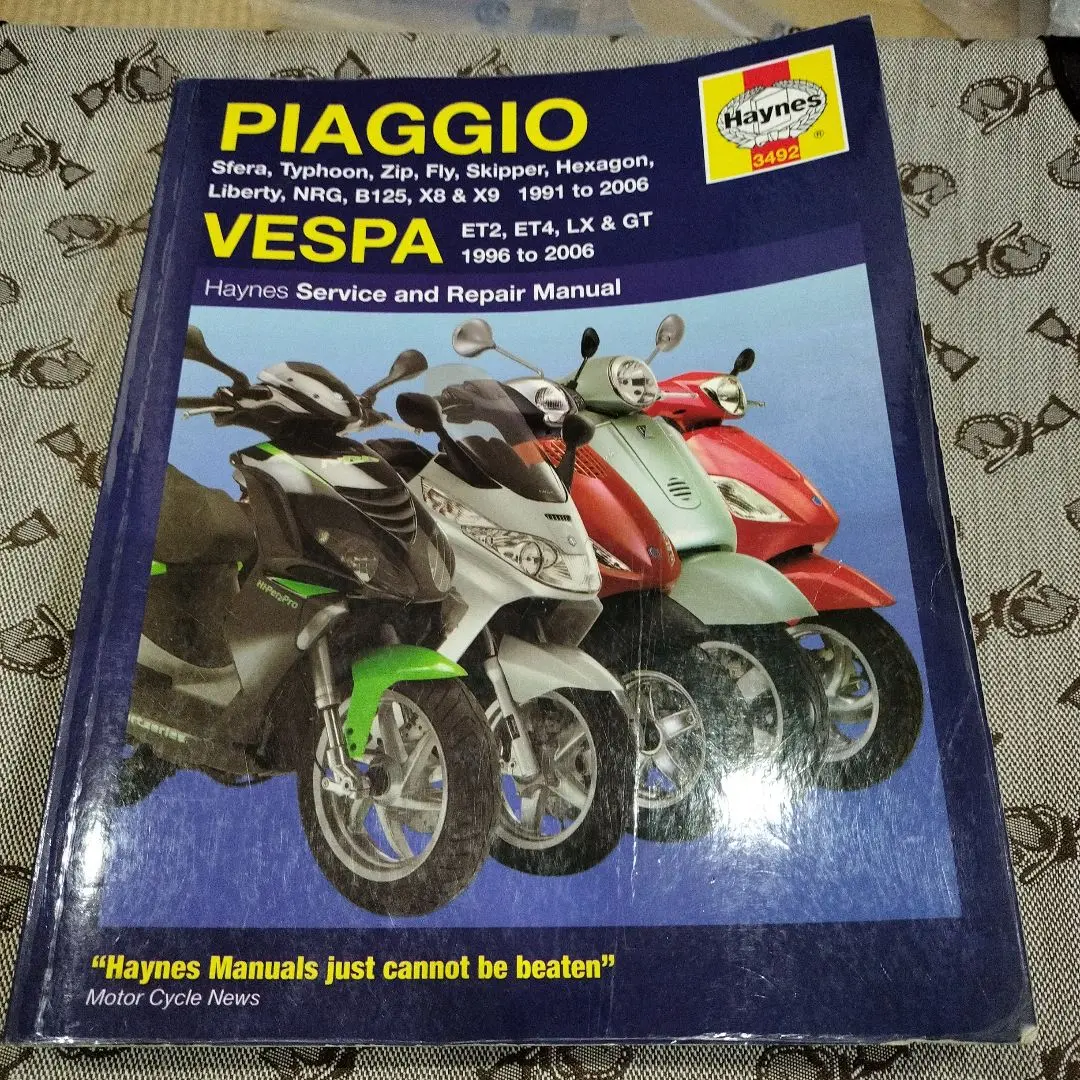 PIAGGIO
Sfera, Typhoon, Zip, Fly, Skipper, Hexagon,
Liberty, NRG, B125, X8 & X9 1991 to 2006
VESPA
ET2, ET4, LX & GT
1996 to 2006
Haynes Service and Repair Manual
Haynes
®
3492
Hi-Per2Pro
“Haynes Manuals just cannot be beaten”
Motor Cycle News